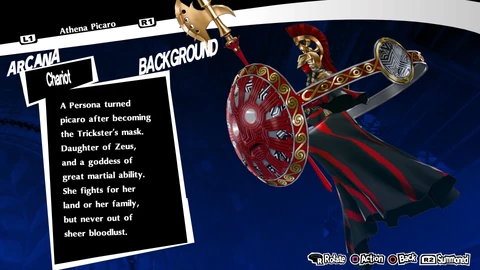 L1 Athena Picaro R1
ARCANA
Chariot
BACKGROUND
A Persona turned
picaro after becoming
the Trickster's mask.
Daughter of Zeus,
and a goddess of
great martial ability.
She fights for her
land or her family,
but never out of
sheer bloodlust.
R Rotate Action Back R2 Summoned